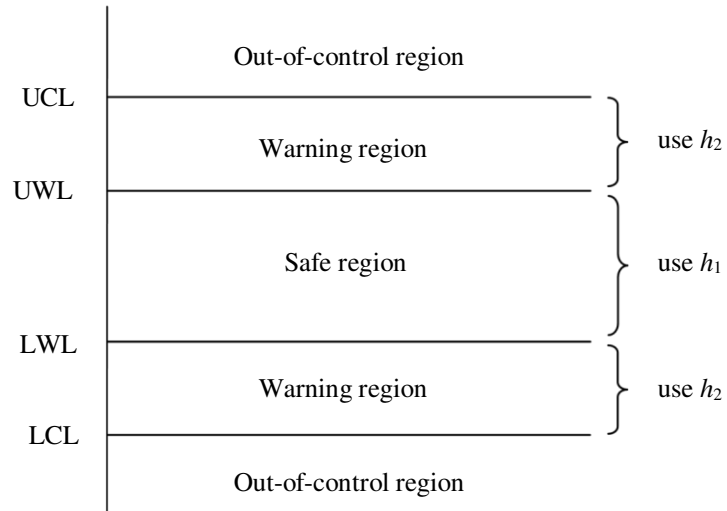 Out-of-control region
UCL
Warning region
use h₂
UWL
Safe region
use h₁
LWL
Warning region
use h₂
LCL
Out-of-control region